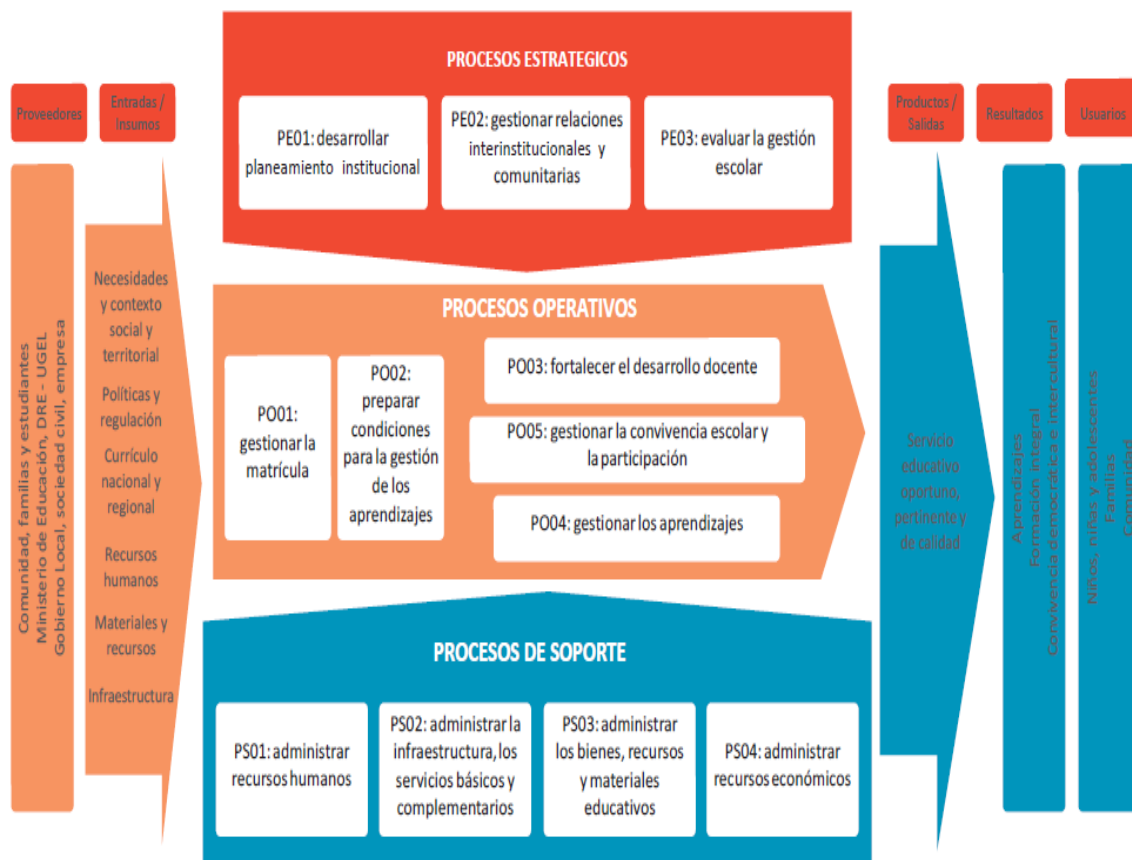 PROCESOS ESTRATEGICOS
PE01: desarrollar
planeamiento institucional
PE02: gestionar relaciones
interinstitucionales y
comunitarias
PE03: evaluar la gestión
escolar
Proveedores
Entradas /
Insumos
Productos /
Salidas
Resultados
Usuarios
Comunidad, familias y estudiantes
Ministerio de Educación, DRE - UGEL
Gobierno Local, sociedad civil, empresa
Necesidades
y contexto
social y
territorial
Políticas y
regulación
Currículo
nacional y
regional
Recursos
humanos
Materiales y
recursos
Infraestructura
PROCESOS OPERATIVOS
PO01:
gestionar la
matrícula
PO02:
preparar
condiciones
para la gestión
de los
aprendizajes
PO03: fortalecer el desarrollo docente
PO05: gestionar la convivencia escolar y
la participación
PO04: gestionar los aprendizajes
PROCESOS DE SOPORTE
PS01: administrar
recursos humanos
PS02: administrar la
infraestructura, los
servicios básicos y
complementarios
PS03: administrar
los bienes, recursos
y materiales
educativos
PS04: administrar
recursos económicos
Servicio
educativo
oportuno,
pertinente y
de calidad
Aprendizajes
Formación integral
Convivencia democrática e intercultural
Niños, niñas y adolescentes
Familias
Comunidad